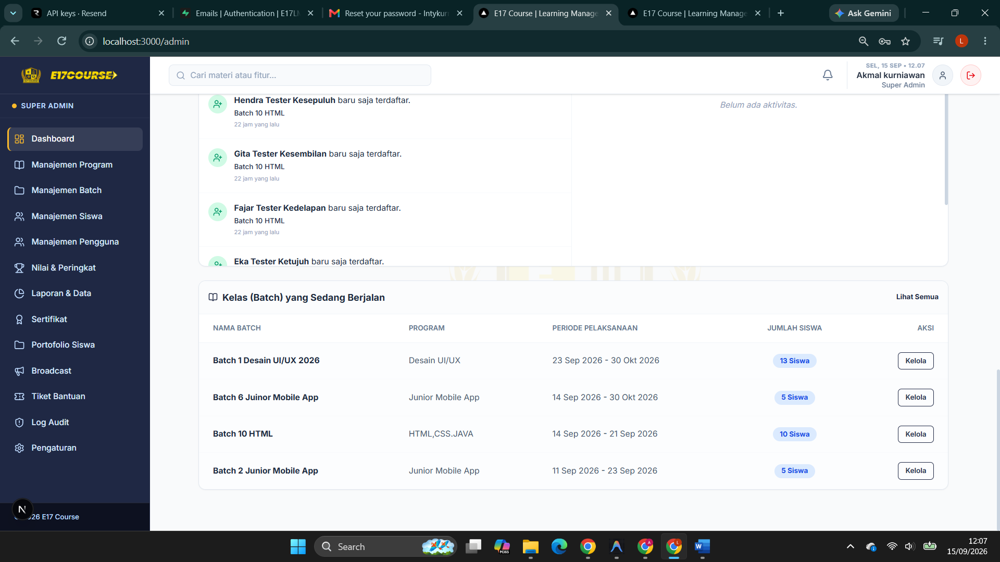 API keys · Resend
Emails | Authentication | E17L
Reset your password - Intykur
E17 Course | Learning Manage
E17 Course | Learning Manage
Ask Gemini
localhost:3000/admin
L
E17COURSE
Cari materi atau fitur...
SEL, 15 SEP • 12.07
Akmal kurniawan
Super Admin
SUPER ADMIN
Dashboard
Manajemen Program
Manajemen Batch
Manajemen Siswa
Manajemen Pengguna
Nilai & Peringkat
Laporan & Data
Sertifikat
Portofolio Siswa
Broadcast
Tiket Bantuan
Log Audit
Pengaturan
N
26 E17 Course
Hendra Tester Kesepuluh baru saja terdaftar.
Batch 10 HTML
22 jam yang lalu
Gita Tester Kesembilan baru saja terdaftar.
Batch 10 HTML
22 jam yang lalu
Fajar Tester Kedelapan baru saja terdaftar.
Batch 10 HTML
22 jam yang lalu
Eka Tester Ketujuh baru saja terdaftar.
Belum ada aktivitas.
Kelas (Batch) yang Sedang Berjalan
Lihat Semua
NAMA BATCH PROGRAM PERIODE PELAKSANAAN JUMLAH SISWA AKSI
Batch 1 Desain UI/UX 2026 Desain UI/UX 23 Sep 2026 - 30 Okt 2026 13 Siswa Kelola
Batch 6 Juinor Mobile App Junior Mobile App 14 Sep 2026 - 30 Okt 2026 5 Siswa Kelola
Batch 10 HTML HTML,CSS.JAVA 14 Sep 2026 - 21 Sep 2026 10 Siswa Kelola
Batch 2 Junior Mobile App Junior Mobile App 11 Sep 2026 - 23 Sep 2026 5 Siswa Kelola
Search
12:07
15/09/2026